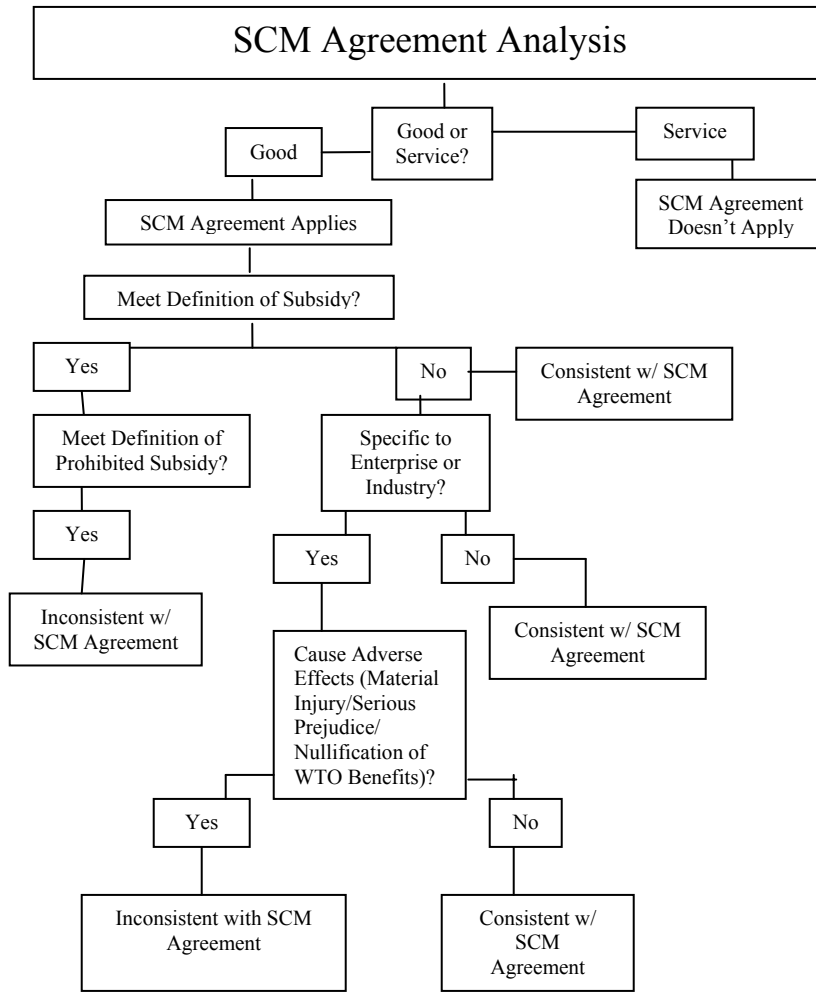 SCM Agreement Analysis
Good or
Service?
Good
Service
SCM Agreement Applies
SCM Agreement
Doesn't Apply
Meet Definition of Subsidy?
Yes
No
Consistent w/ SCM
Agreement
Meet Definition of
Prohibited Subsidy?
Specific to
Enterprise or
Industry?
Yes
Yes
No
Inconsistent w/
SCM Agreement
Consistent w/ SCM
Agreement
Cause Adverse
Effects (Material
Injury/Serious
Prejudice/
Nullification of
WTO Benefits)?
Yes
No
Inconsistent with SCM
Agreement
Consistent w/
SCM
Agreement